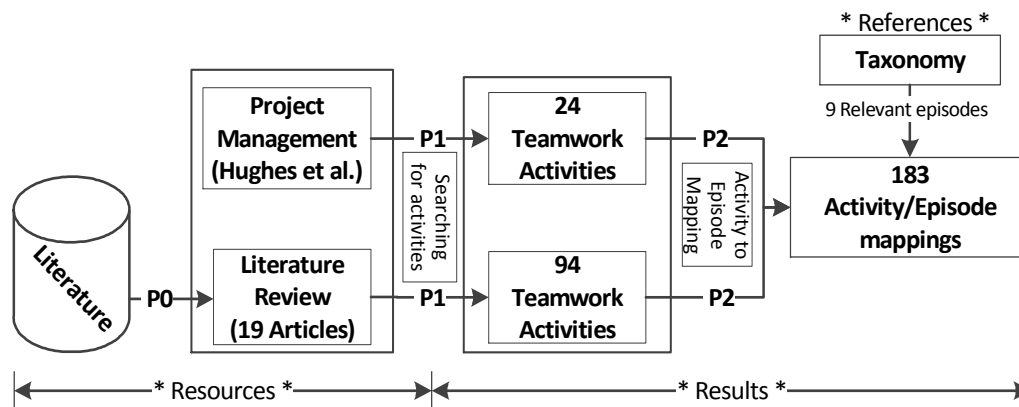 * References *
Taxonomy
9 Relevant episodes
Project
Management
(Hughes et al.)
P1
24
Teamwork
Activities
P2
183
Activity/Episode
mappings
Searching
for activities
Activity to
Episode
Mapping
Literature
P0
Literature
Review
(19 Articles)
P1
94
Teamwork
Activities
P2
* Resources *
* Results *